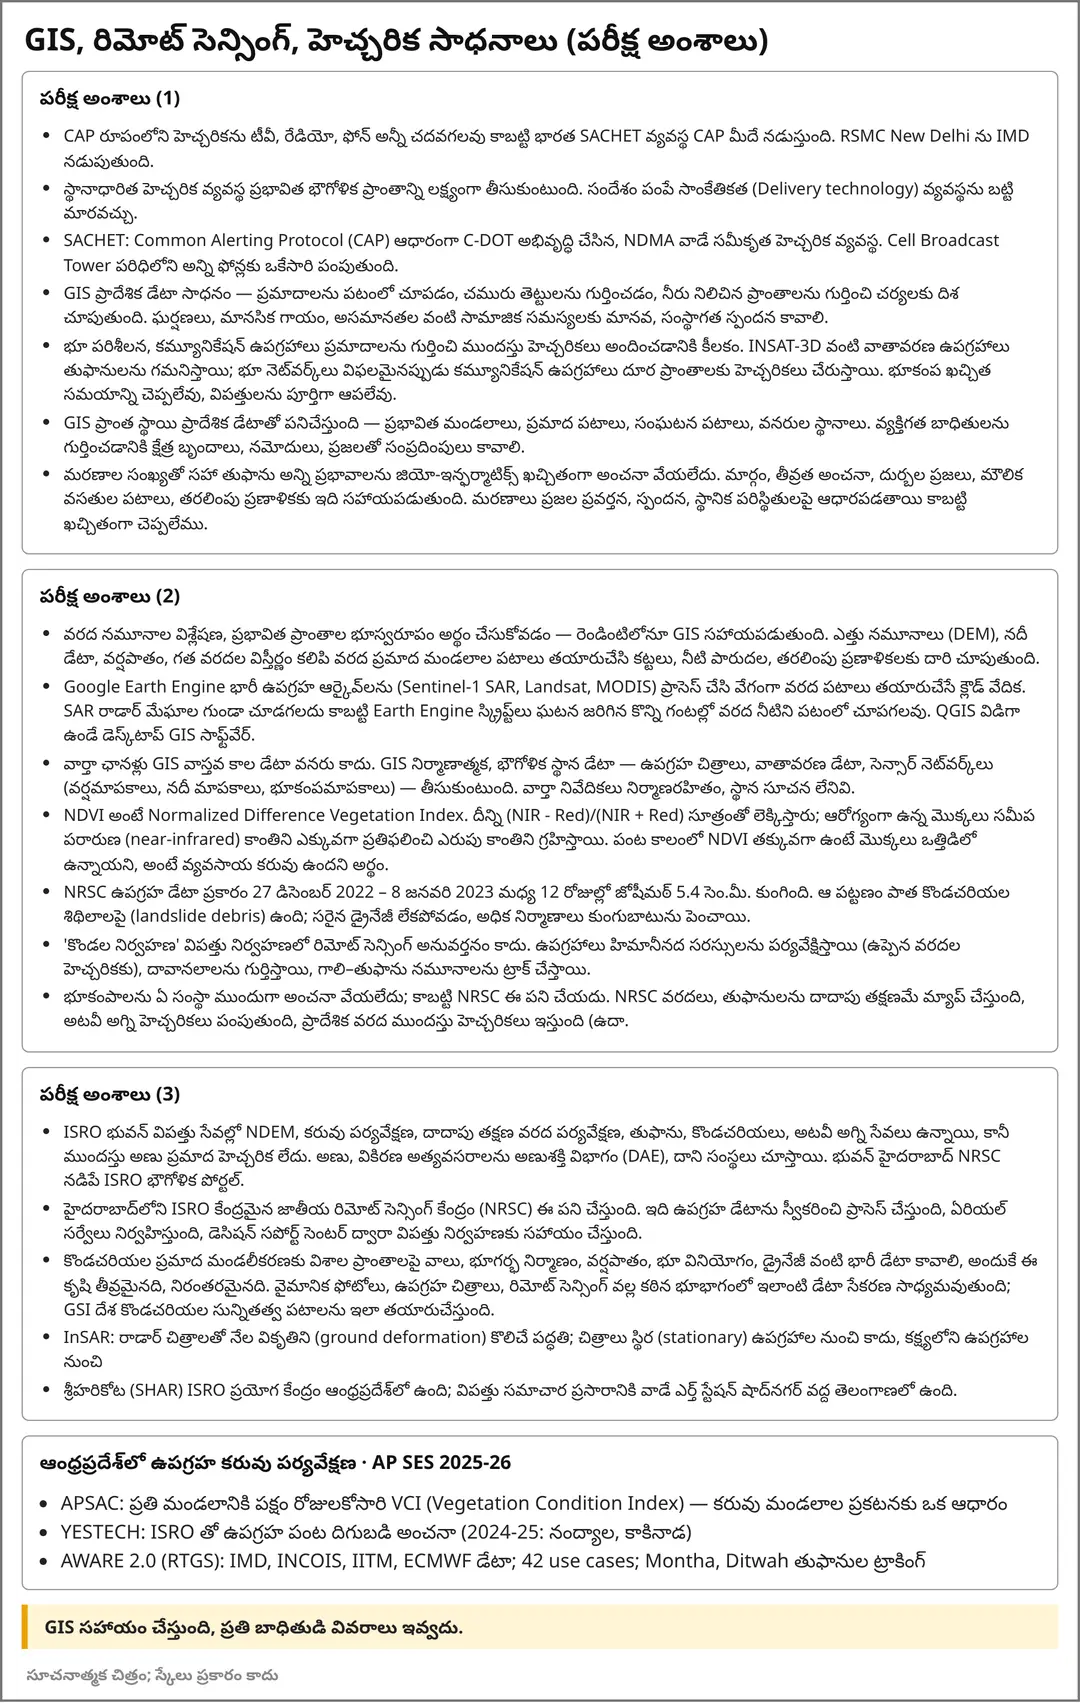 GIS, రిమోట్ సెన్సింగ్, హెచ్చరిక సాధనాలు (పరీక్ష అంశాలు)
పరీక్ష అంశాలు (1)
• CAP రూపంలోని హెచ్చరికను టీవీ, రేడియో, ఫోన్ అన్నీ చదవగలవు కాబట్టి భారత SACHET వ్యవస్థ CAP మీదే నడుస్తుంది. RSMC New Delhi ను IMD
నడుపుతుంది.
• స్థానాధారిత హెచ్చరిక వ్యవస్థ ప్రభావిత భౌగోళిక ప్రాంతాన్ని లక్ష్యంగా తీసుకుంటుంది. సందేశం పంపే సాంకేతికత (Delivery technology) వ్యవస్థను బట్టి
మారవచ్చు.
• SACHET: Common Alerting Protocol (CAP) ఆధారంగా C-DOT అభివృద్ధి చేసిన, NDMA వాడే సమీకృత హెచ్చరిక వ్యవస్థ. Cell Broadcast
Tower పరిధిలోని అన్ని ఫోన్లకు ఒకేసారి పంపుతుంది.
• GIS ప్రాదేశిక డేటా సాధనం — ప్రమాదాలను పటంలో చూపడం, చమురు తెట్టులను గుర్తించడం, నీరు నిలిచిన ప్రాంతాలను గుర్తించి చర్యలకు దిశ
చూపుతుంది. ఘర్షణలు, మానసిక గాయం, అసమానతల వంటి సామాజిక సమస్యలకు మానవ, సంస్థాగత స్పందన కావాలి.
• భూ పరిశీలన, కమ్యూనికేషన్ ఉపగ్రహాలు ప్రమాదాలను గుర్తించి ముందస్తు హెచ్చరికలు అందించడానికి కీలకం. INSAT-3D వంటి వాతావరణ ఉపగ్రహాలు
తుఫానులను గమనిస్తాయి; భూ నెట్‌వర్క్‌లు విఫలమైనప్పుడు కమ్యూనికేషన్ ఉపగ్రహాలు దూర ప్రాంతాలకు హెచ్చరికలు చేరుస్తాయి. భూకంప ఖచ్చిత
సమయాన్ని చెప్పలేవు, విపత్తులను పూర్తిగా ఆపలేవు.
• GIS ప్రాంత స్థాయి ప్రాదేశిక డేటాతో పనిచేస్తుంది — ప్రభావిత మండలాలు, ప్రమాద పటాలు, సంఘటన పటాలు, వనరుల స్థానాలు. వ్యక్తిగత బాధితులను
గుర్తించడానికి క్షేత్ర బృందాలు, నమోదులు, ప్రజలతో సంప్రదింపులు కావాలి.
• మరణాల సంఖ్యతో సహా తుఫాను అన్ని ప్రభావాలను జియో-ఇన్ఫర్మాటిక్స్ ఖచ్చితంగా అంచనా వేయలేదు. మార్గం, తీవ్రత అంచనా, దుర్బల ప్రజలు, మౌలిక
వసతుల పటాలు, తరలింపు ప్రణాళికకు ఇది సహాయపడుతుంది. మరణాలు ప్రజల ప్రవర్తన, స్పందన, స్థానిక పరిస్థితులపై ఆధారపడతాయి కాబట్టి
ఖచ్చితంగా చెప్పలేము.
పరీక్ష అంశాలు (2)
• వరద నమూనాల విశ్లేషణ, ప్రభావిత ప్రాంతాల భూస్వరూపం అర్థం చేసుకోవడం — రెండింటిలోనూ GIS సహాయపడుతుంది. ఎత్తు నమూనాలు (DEM), నదీ
డేటా, వర్షపాతం, గత వరదల విస్తీర్ణం కలిపి వరద ప్రమాద మండలాల పటాలు తయారుచేసి కట్టలు, నీటి పారుదల, తరలింపు ప్రణాళికలకు దారి చూపుతుంది.
• Google Earth Engine భారీ ఉపగ్రహ ఆర్కైవ్‌లను (Sentinel-1 SAR, Landsat, MODIS) ప్రాసెస్ చేసి వేగంగా వరద పటాలు తయారుచేసే క్లౌడ్ వేదిక.
SAR రాడార్ మేఘాల గుండా చూడగలదు కాబట్టి Earth Engine స్క్రిప్ట్‌లు ఘటన జరిగిన కొన్ని గంటల్లో వరద నీటిని పటంలో చూపగలవు. QGIS విడిగా
ఉండే డెస్క్‌టాప్ GIS సాఫ్ట్‌వేర్.
• వార్తా ఛానళ్లు GIS వాస్తవ కాల డేటా వనరు కాదు. GIS నిర్మాణాత్మక, భౌగోళిక స్థాన డేటా — ఉపగ్రహ చిత్రాలు, వాతావరణ డేటా, సెన్సార్ నెట్‌వర్క్‌లు
(వర్షమాపకాలు, నదీ మాపకాలు, భూకంపమాపకాలు) — తీసుకుంటుంది. వార్తా నివేదికలు నిర్మాణరహితం, స్థాన సూచన లేనివి.
• NDVI అంటే Normalized Difference Vegetation Index. దీన్ని (NIR - Red)/(NIR + Red) సూత్రంతో లెక్కిస్తారు; ఆరోగ్యంగా ఉన్న మొక్కలు సమీప
పరారుణ (near-infrared) కాంతిని ఎక్కువగా ప్రతిఫలించి ఎరుపు కాంతిని గ్రహిస్తాయి. పంట కాలంలో NDVI తక్కువగా ఉంటే మొక్కలు ఒత్తిడిలో
ఉన్నాయని, అంటే వ్యవసాయ కరువు ఉందని అర్థం.
• NRSC ఉపగ్రహ డేటా ప్రకారం 27 డిసెంబర్ 2022 – 8 జనవరి 2023 మధ్య 12 రోజుల్లో జోషీమఠ్ 5.4 సెం.మీ. కుంగింది. ఆ పట్టణం పాత కొండచరియల
శిథిలాలపై (landslide debris) ఉంది; సరైన డ్రైనేజీ లేకపోవడం, అధిక నిర్మాణాలు కుంగుబాటును పెంచాయి.
• 'కొండల నిర్వహణ' విపత్తు నిర్వహణలో రిమోట్ సెన్సింగ్ అనువర్తనం కాదు. ఉపగ్రహాలు హిమానీనద సరస్సులను పర్యవేక్షిస్తాయి (ఉప్పెన వరదల
హెచ్చరికకు), దావానలాలను గుర్తిస్తాయి, గాలి–తుఫాను నమూనాలను ట్రాక్ చేస్తాయి.
• భూకంపాలను ఏ సంస్థా ముందుగా అంచనా వేయలేదు; కాబట్టి NRSC ఈ పని చేయదు. NRSC వరదలు, తుఫానులను దాదాపు తక్షణమే మ్యాప్ చేస్తుంది,
అటవీ అగ్ని హెచ్చరికలు పంపుతుంది, ప్రాదేశిక వరద ముందస్తు హెచ్చరికలు ఇస్తుంది (ఉదా.
పరీక్ష అంశాలు (3)
• ISRO భువన్ విపత్తు సేవల్లో NDEM, కరువు పర్యవేక్షణ, దాదాపు తక్షణ వరద పర్యవేక్షణ, తుఫాను, కొండచరియలు, అటవీ అగ్ని సేవలు ఉన్నాయి, కానీ
ముందస్తు అణు ప్రమాద హెచ్చరిక లేదు. అణు, వికిరణ అత్యవసరాలను అణుశక్తి విభాగం (DAE), దాని సంస్థలు చూస్తాయి. భువన్ హైదరాబాద్ NRSC
నడిపే ISRO భౌగోళిక పోర్టల్.
• హైదరాబాద్‌లోని ISRO కేంద్రమైన జాతీయ రిమోట్ సెన్సింగ్ కేంద్రం (NRSC) ఈ పని చేస్తుంది. ఇది ఉపగ్రహ డేటాను స్వీకరించి ప్రాసెస్ చేస్తుంది, ఏరియల్
సర్వేలు నిర్వహిస్తుంది, డెసిషన్ సపోర్ట్ సెంటర్ ద్వారా విపత్తు నిర్వహణకు సహాయం చేస్తుంది.
• కొండచరియల ప్రమాద మండలీకరణకు విశాల ప్రాంతాలపై వాలు, భూగర్భ నిర్మాణం, వర్షపాతం, భూ వినియోగం, డ్రైనేజీ వంటి భారీ డేటా కావాలి, అందుకే ఈ
కృషి తీవ్రమైనది, నిరంతరమైనది. వైమానిక ఫోటోలు, ఉపగ్రహ చిత్రాలు, రిమోట్ సెన్సింగ్ వల్ల కఠిన భూభాగంలో ఇలాంటి డేటా సేకరణ సాధ్యమవుతుంది;
GSI దేశ కొండచరియల సున్నితత్వ పటాలను ఇలా తయారుచేస్తుంది.
• InSAR: రాడార్ చిత్రాలతో నేల వికృతిని (ground deformation) కొలిచే పద్ధతి; చిత్రాలు స్థిర (stationary) ఉపగ్రహాల నుంచి కాదు, కక్ష్యలోని ఉపగ్రహాల
నుంచి
• శ్రీహరికోట (SHAR) ISRO ప్రయోగ కేంద్రం ఆంధ్రప్రదేశ్‌లో ఉంది; విపత్తు సమాచార ప్రసారానికి వాడే ఎర్త్ స్టేషన్ షాద్‌నగర్ వద్ద తెలంగాణలో ఉంది.
ఆంధ్రప్రదేశ్‌లో ఉపగ్రహ కరువు పర్యవేక్షణ · AP SES 2025-26
• APSAC: ప్రతి మండలానికి పక్షం రోజులకోసారి VCI (Vegetation Condition Index) — కరువు మండలాల ప్రకటనకు ఒక ఆధారం
• YESTECH: ISRO తో ఉపగ్రహ పంట దిగుబడి అంచనా (2024-25: నంద్యాల, కాకినాడ)
• AWARE 2.0 (RTGS): IMD, INCOIS, IITM, ECMWF డేటా; 42 use cases; Montha, Ditwah తుఫానుల ట్రాకింగ్
GIS సహాయం చేస్తుంది, ప్రతి బాధితుడి వివరాలు ఇవ్వదు.
సూచనాత్మక చిత్రం; స్కేలు ప్రకారం కాదు